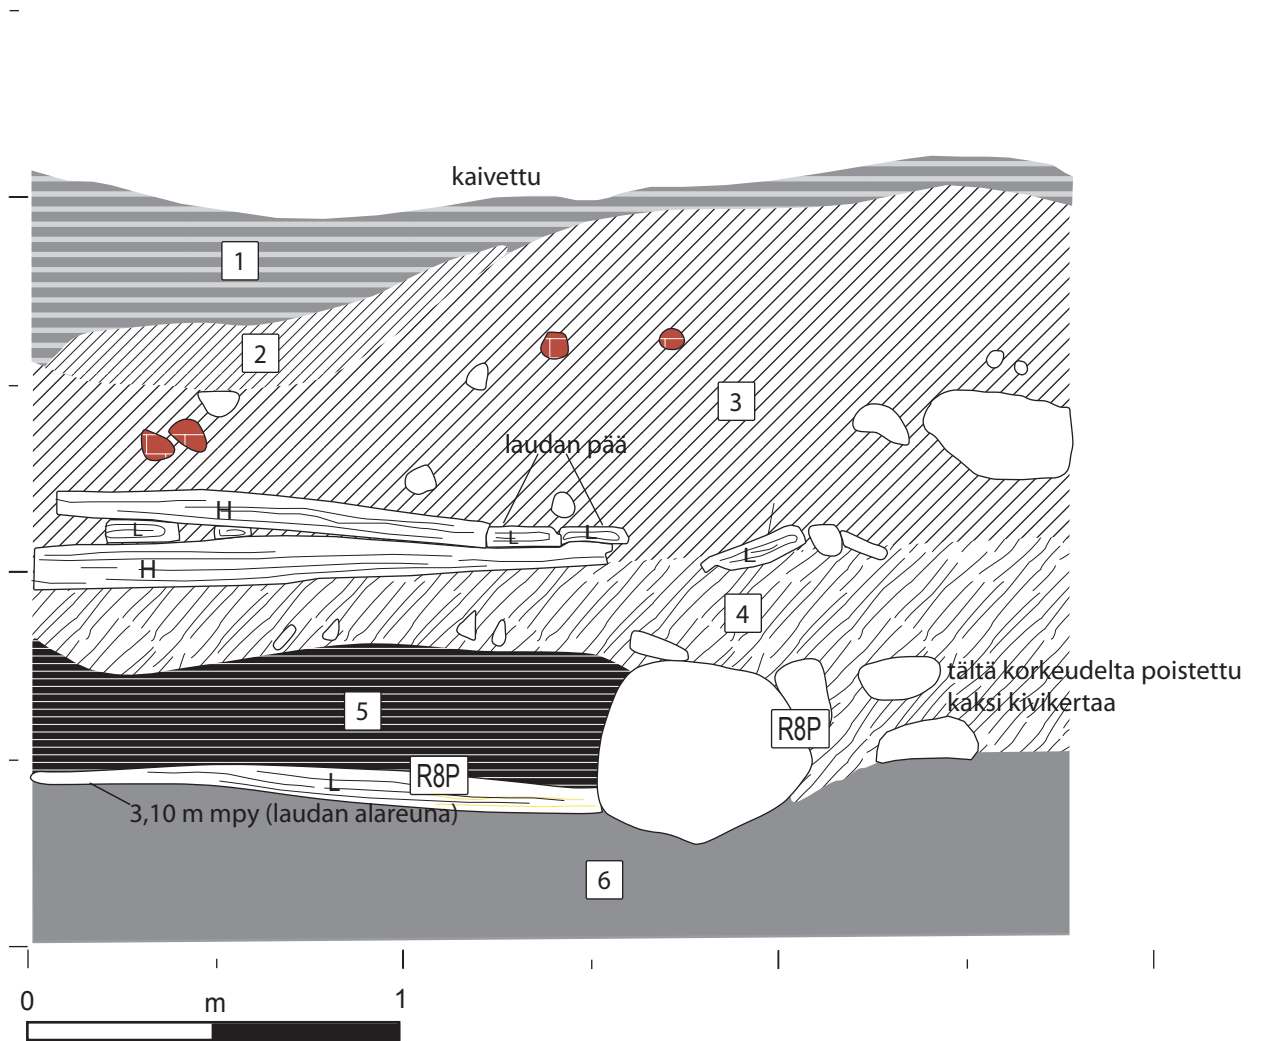 kaivettu
1
2
3
laudan pää
H
L
L
L
H
L
4
tältä korkeudelta poistettu
kaksi kivikertaa
5
R8P
R8P
L
3,10 m mpy (laudan alareuna)
6
0 m 1